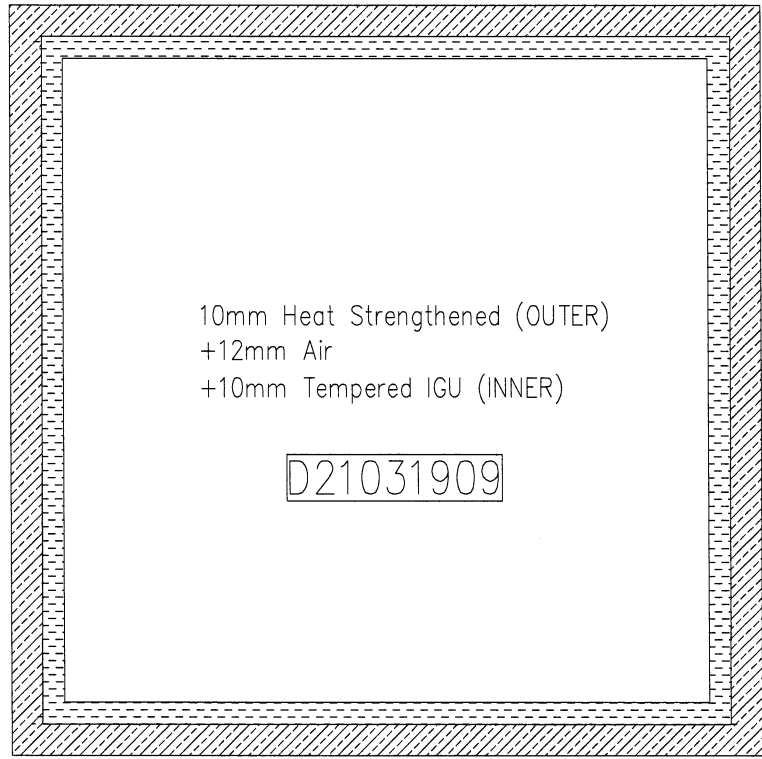 10mm Heat Strengthened (OUTER)
+12mm Air
+10mm Tempered IGU (INNER)
D21031909